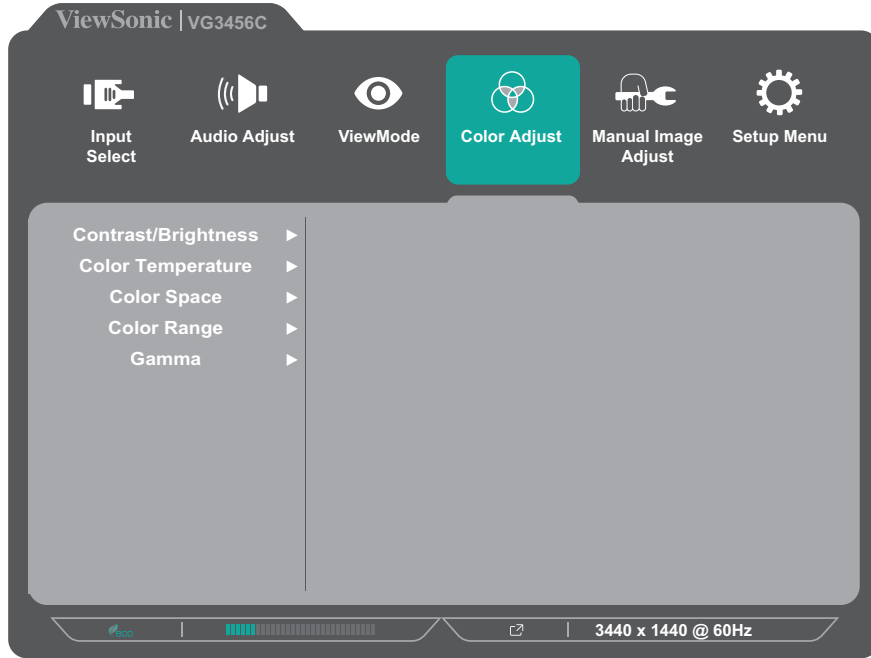 ViewSonic | VG3456C
Input
Select
Audio Adjust
ViewMode
Color Adjust
Manual Image
Adjust
Setup Menu
Contrast/Brightness
Color Temperature
Color Space
Color Range
Gamma
eco
3440 x 1440 @ 60Hz